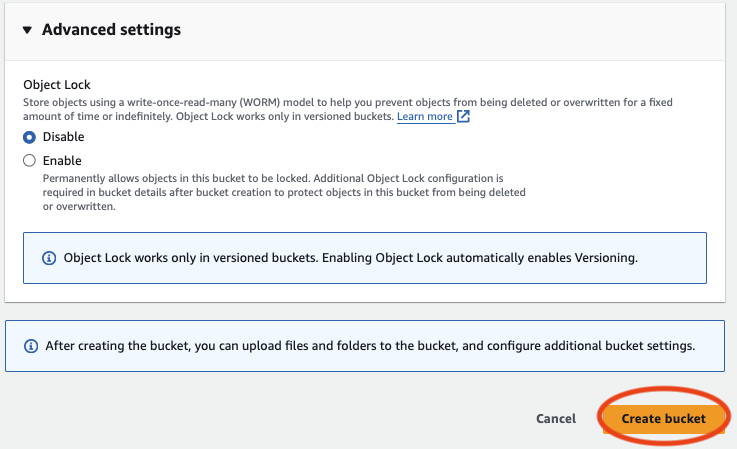 Advanced settings
Object Lock
Store objects using a write-once-read-many (WORM) model to help you prevent objects from being deleted or overwritten for a fixed
amount of time or indefinitely. Object Lock works only in versioned buckets. Learn more
Disable
Enable
Permanently allows objects in this bucket to be locked. Additional Object Lock configuration is
required in bucket details after bucket creation to protect objects in this bucket from being deleted
or overwritten.
Object Lock works only in versioned buckets. Enabling Object Lock automatically enables Versioning.
After creating the bucket, you can upload files and folders to the bucket, and configure additional bucket settings.
Cancel Create bucket